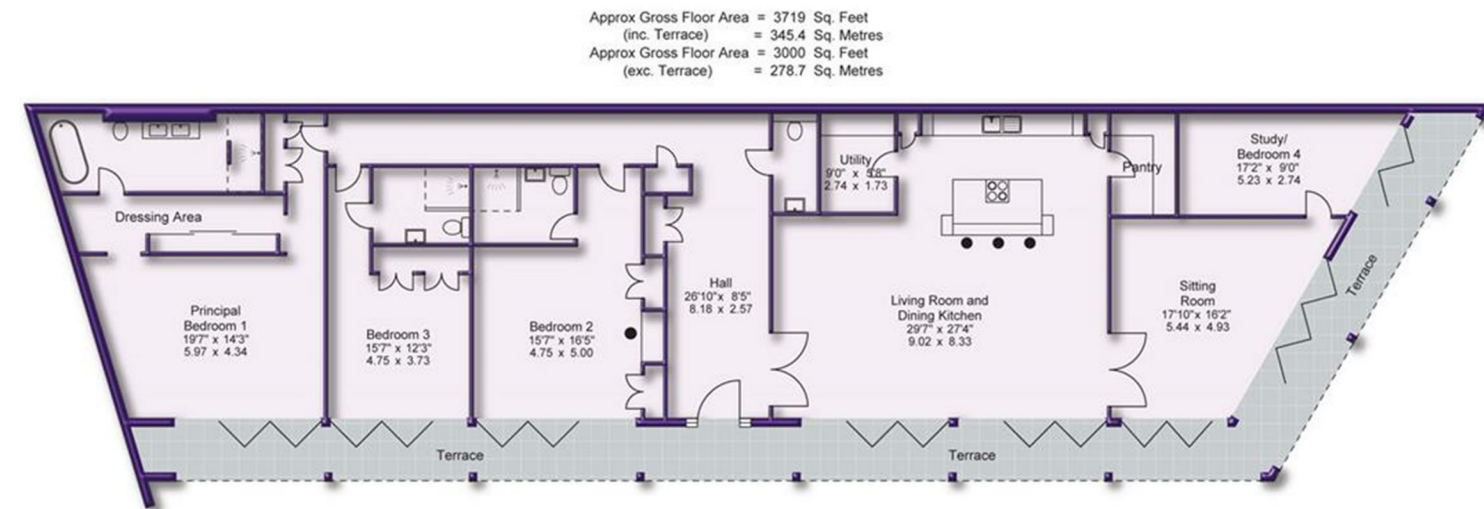 Approx Gross Floor Area = 3719 Sq. Feet
(inc. Terrace) = 345.4 Sq. Metres
Approx Gross Floor Area = 3000 Sq. Feet
(exc. Terrace) = 278.7 Sq. Metres
Dressing Area
Principal
Bedroom 1
19'7" x 14'3"
5.97 x 4.34
Bedroom 3
15'7" x 12'3"
4.75 x 3.73
Bedroom 2
15'7" x 16'5"
4.75 x 5.00
Hall
26'10"x 8'5"
8.18 x 2.57
Utility
9'0" x 5'8"
2.74 x 1.73
Living Room and
Dining Kitchen
29'7" x 27'4"
9.02 x 8.33
Pantry
Study/
Bedroom 4
17'2" x 9'0"
5.23 x 2.74
Sitting
Room
17'10"x 16'2"
5.44 x 4.93
Terrace
Terrace
Terrace